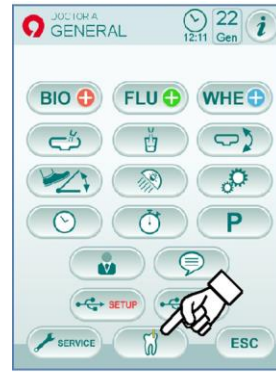 DOCTOR A
GENERAL
12:11
22
Gen
i
BIO FLU WHE
P
SETUP
SERVICE
ESC